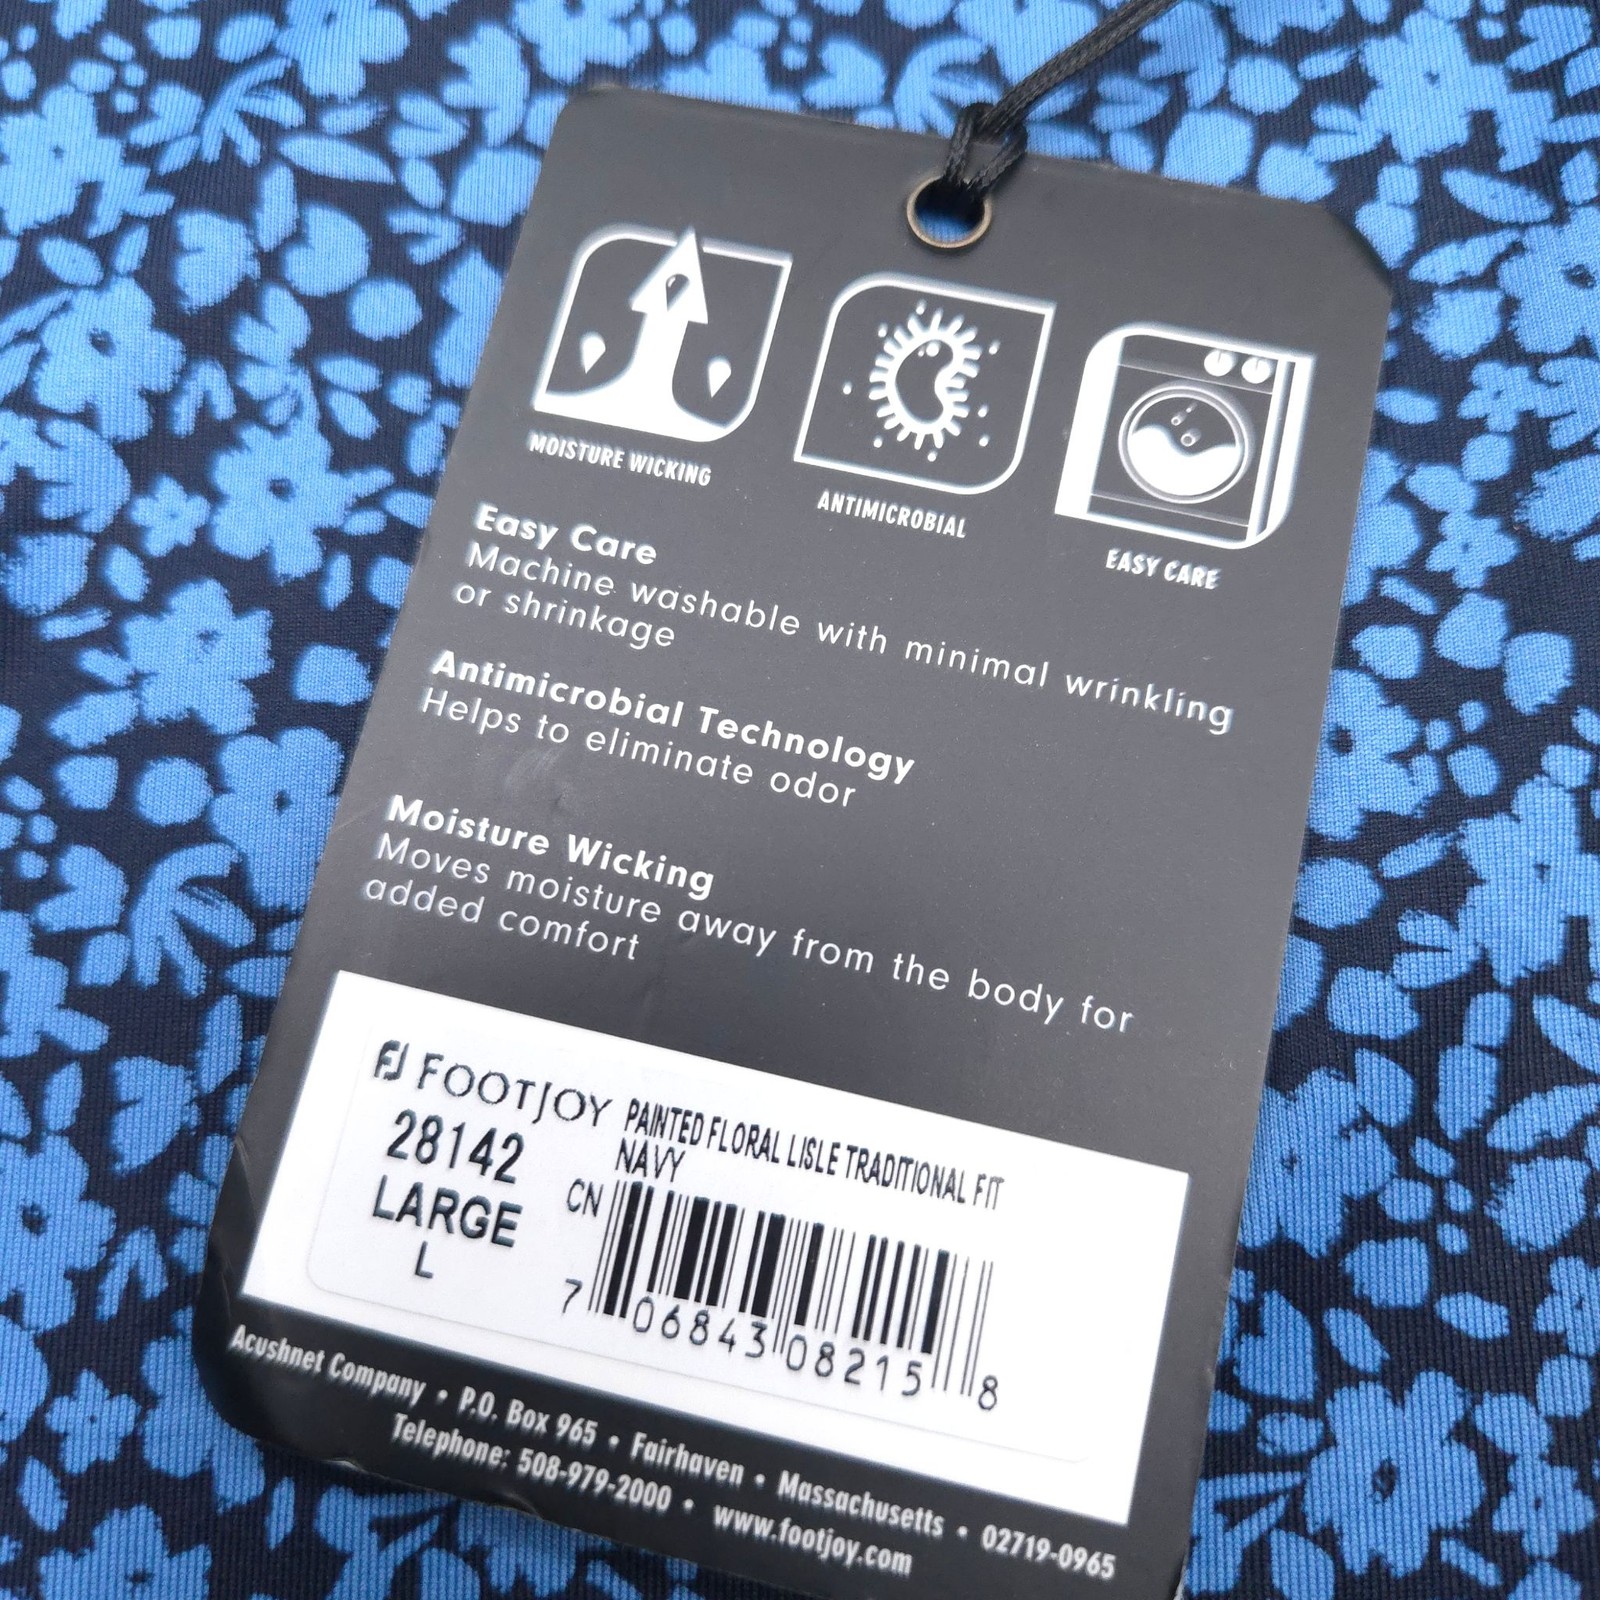 MOISTURE WICKING
ANTIMICROBIAL
EASY CARE
Easy Care
Machine washable with minimal wrinkling
or shrinkage
Antimicrobial Technology
Helps to eliminate odor
Moisture Wicking
Moves moisture away from the body for
added comfort
FJ FOOTJOY
28142
LARGE
L
PAINTED FLORAL LISLE TRADITIONAL FIT
NAVY
CN
7 06843 08215 8
Acushnet Company • P.O. Box 965 • Fairhaven • Massachusetts • 02719-0965
Telephone: 508-979-2000 • www.footjoy.com